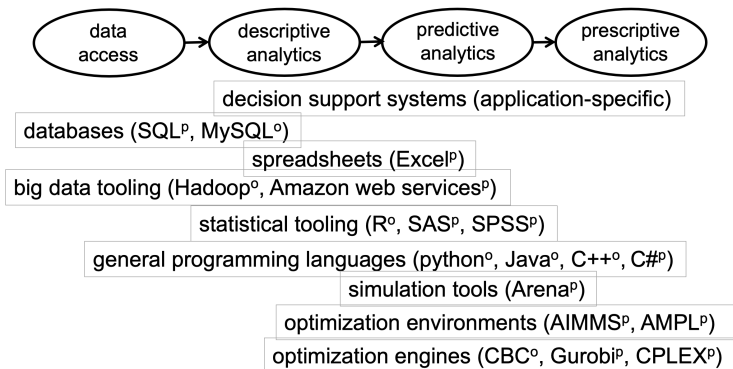 data access
descriptive analytics
predictive analytics
prescriptive analytics
decision support systems (application-specific)
databases (SQLᵖ, MySQLᵒ)
spreadsheets (Excelᵖ)
big data tooling (Hadoopᵒ, Amazon web servicesᵖ)
statistical tooling (Rᵒ, SASᵖ, SPSSᵖ)
general programming languages (pythonᵒ, Javaᵒ, C++ᵒ, C#ᵖ)
simulation tools (Arenaᵖ)
optimization environments (AIMMSᵖ, AMPLᵖ)
optimization engines (CBCᵒ, Gurobiᵖ, CPLEXᵖ)